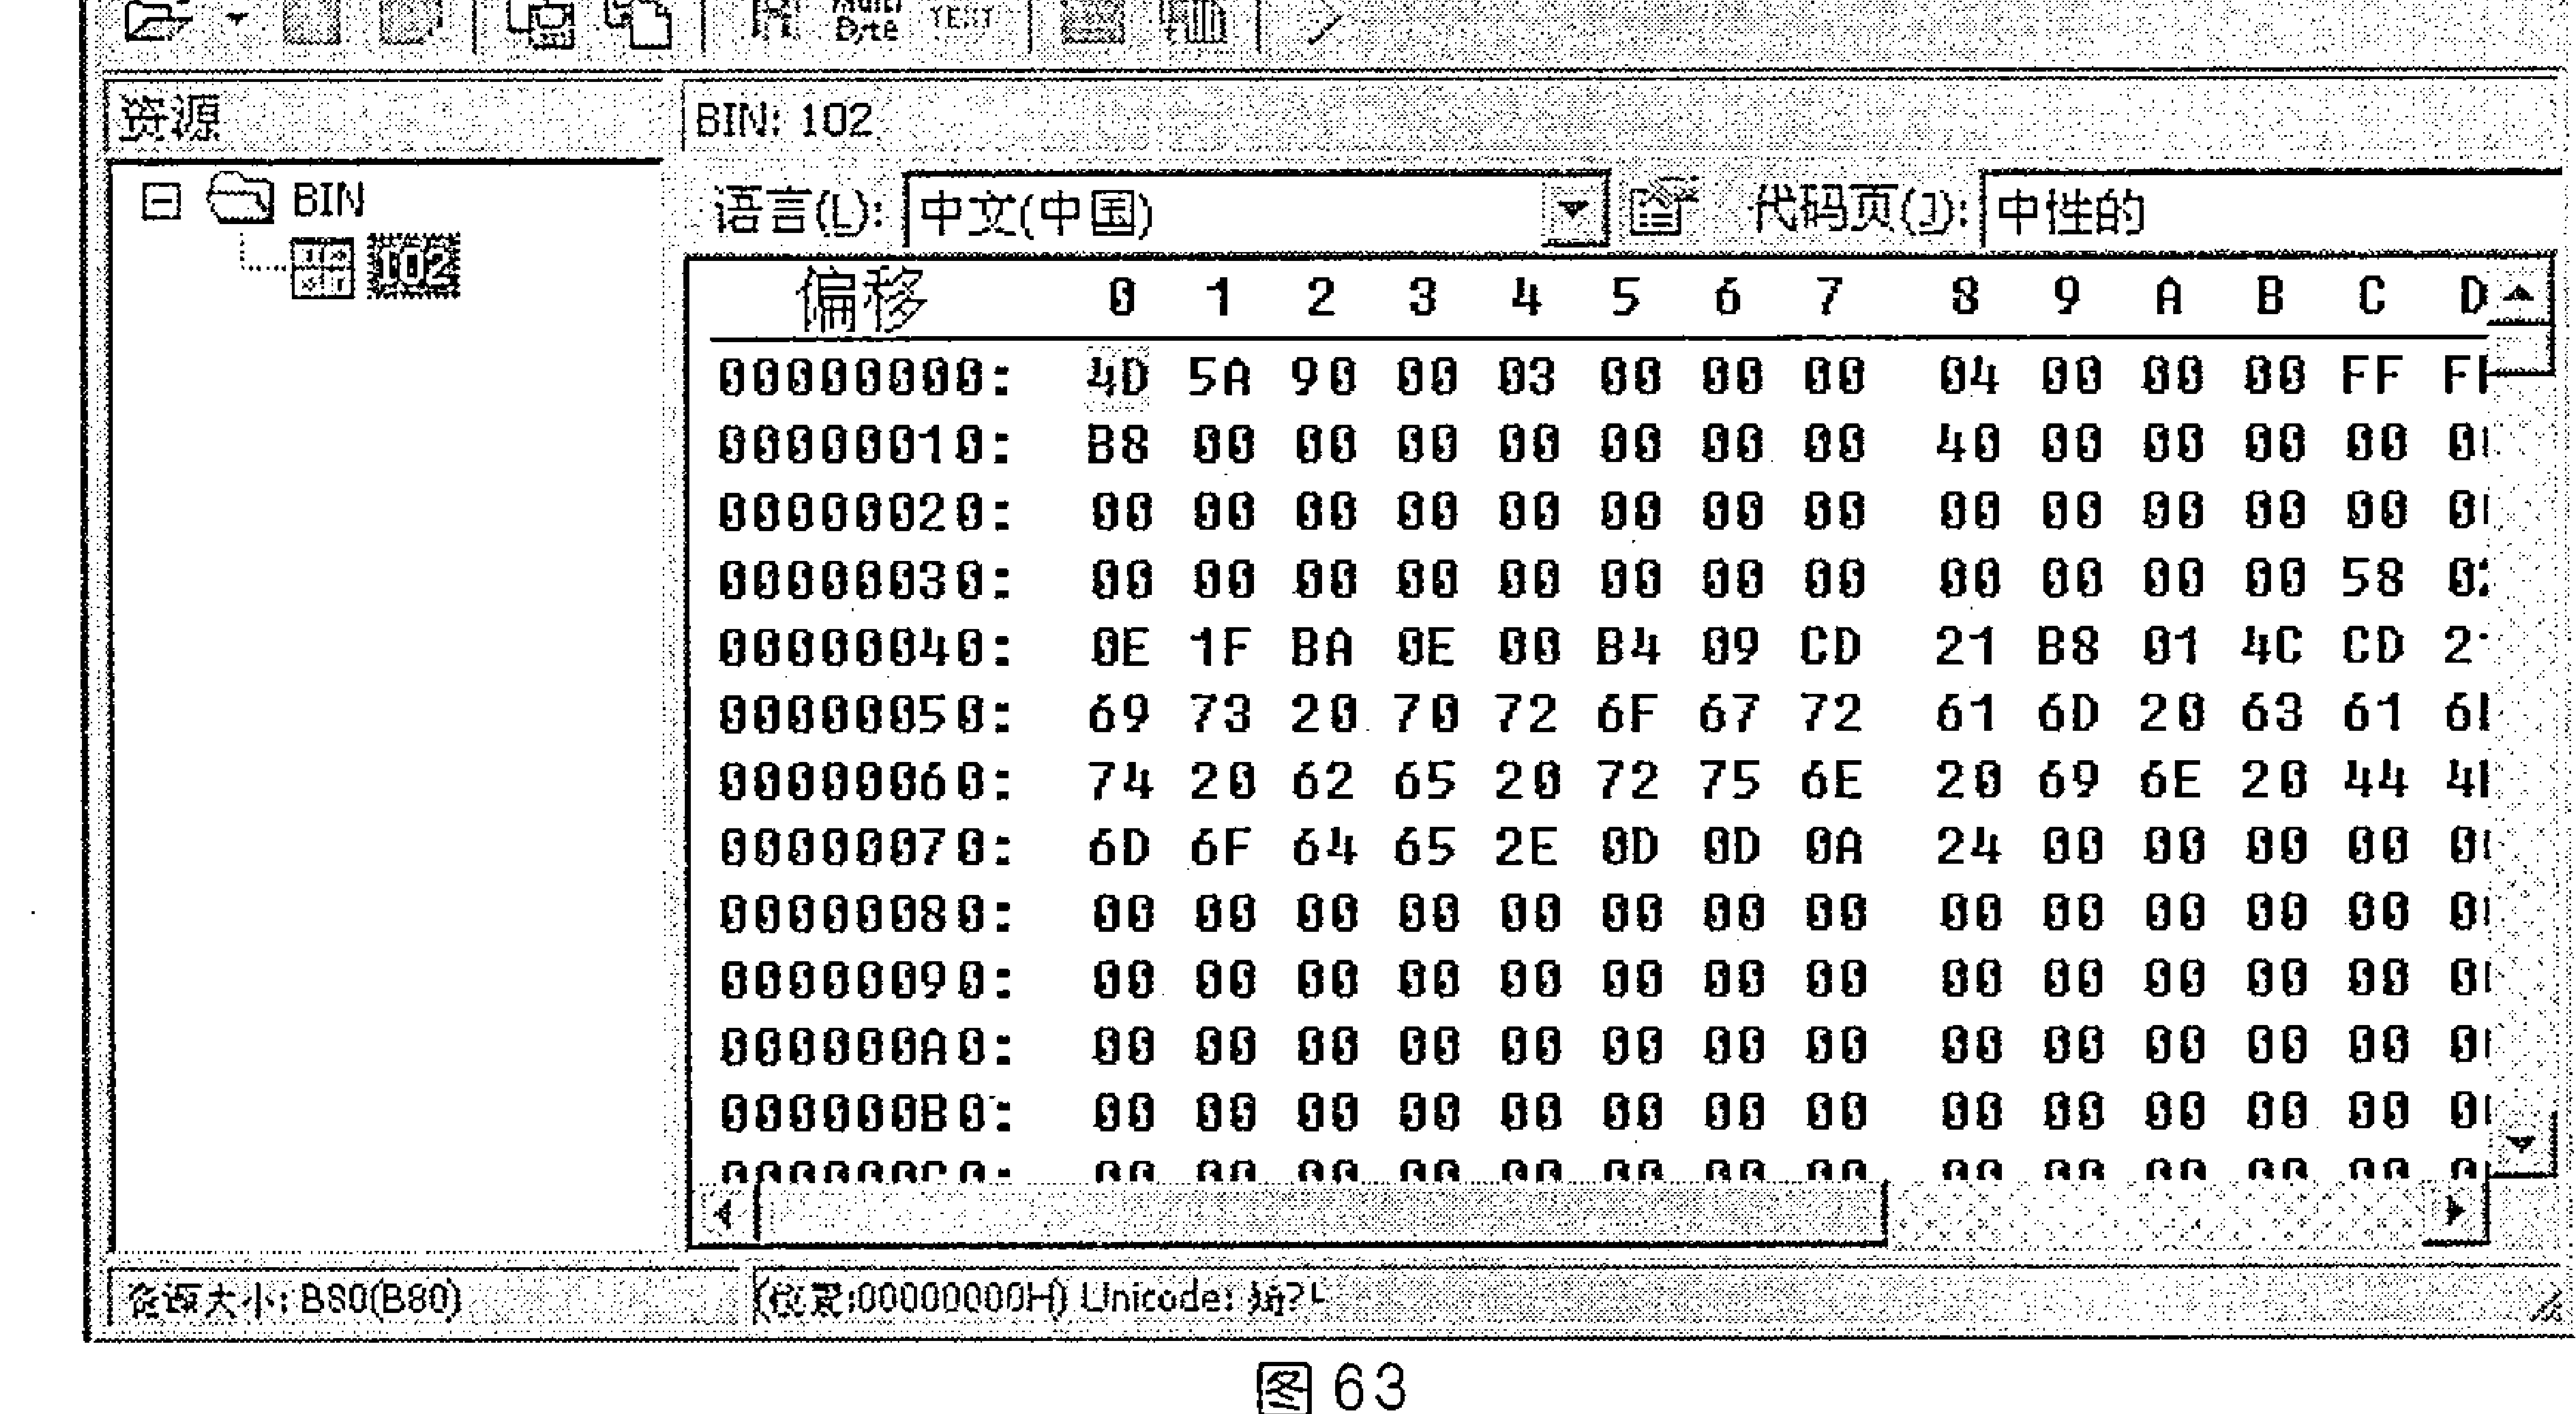 Multi
Byte TEXT
资源
BIN: 102
BIN
102
语言(L): 中文(中国) 代码页(J): 中性的
偏移 0 1 2 3 4 5 6 7 8 9 A B C D
00000000: 4D 5A 90 00 03 00 00 00 04 00 00 00 FF
00000010: B8 00 00 00 00 00 00 00 40 00 00 00 00
00000020: 00 00 00 00 00 00 00 00 00 00 00 00 00
00000030: 00 00 00 00 00 00 00 00 00 00 00 00 58
00000040: 0E 1F BA 0E 00 B4 09 CD 21 B8 01 4C CD
00000050: 69 73 20 70 72 6F 67 72 61 6D 20 63 61
00000060: 74 20 62 65 20 72 75 6E 20 69 6E 20 44
00000070: 6D 6F 64 65 2E 0D 0D 0A 24 00 00 00 00
00000080: 00 00 00 00 00 00 00 00 00 00 00 00 00
00000090: 00 00 00 00 00 00 00 00 00 00 00 00 00
000000A0: 00 00 00 00 00 00 00 00 00 00 00 00 00
000000B0: 00 00 00 00 00 00 00 00 00 00 00 00 00
资源大小: B80(B80)
:00000000H) Unicode:
图 63